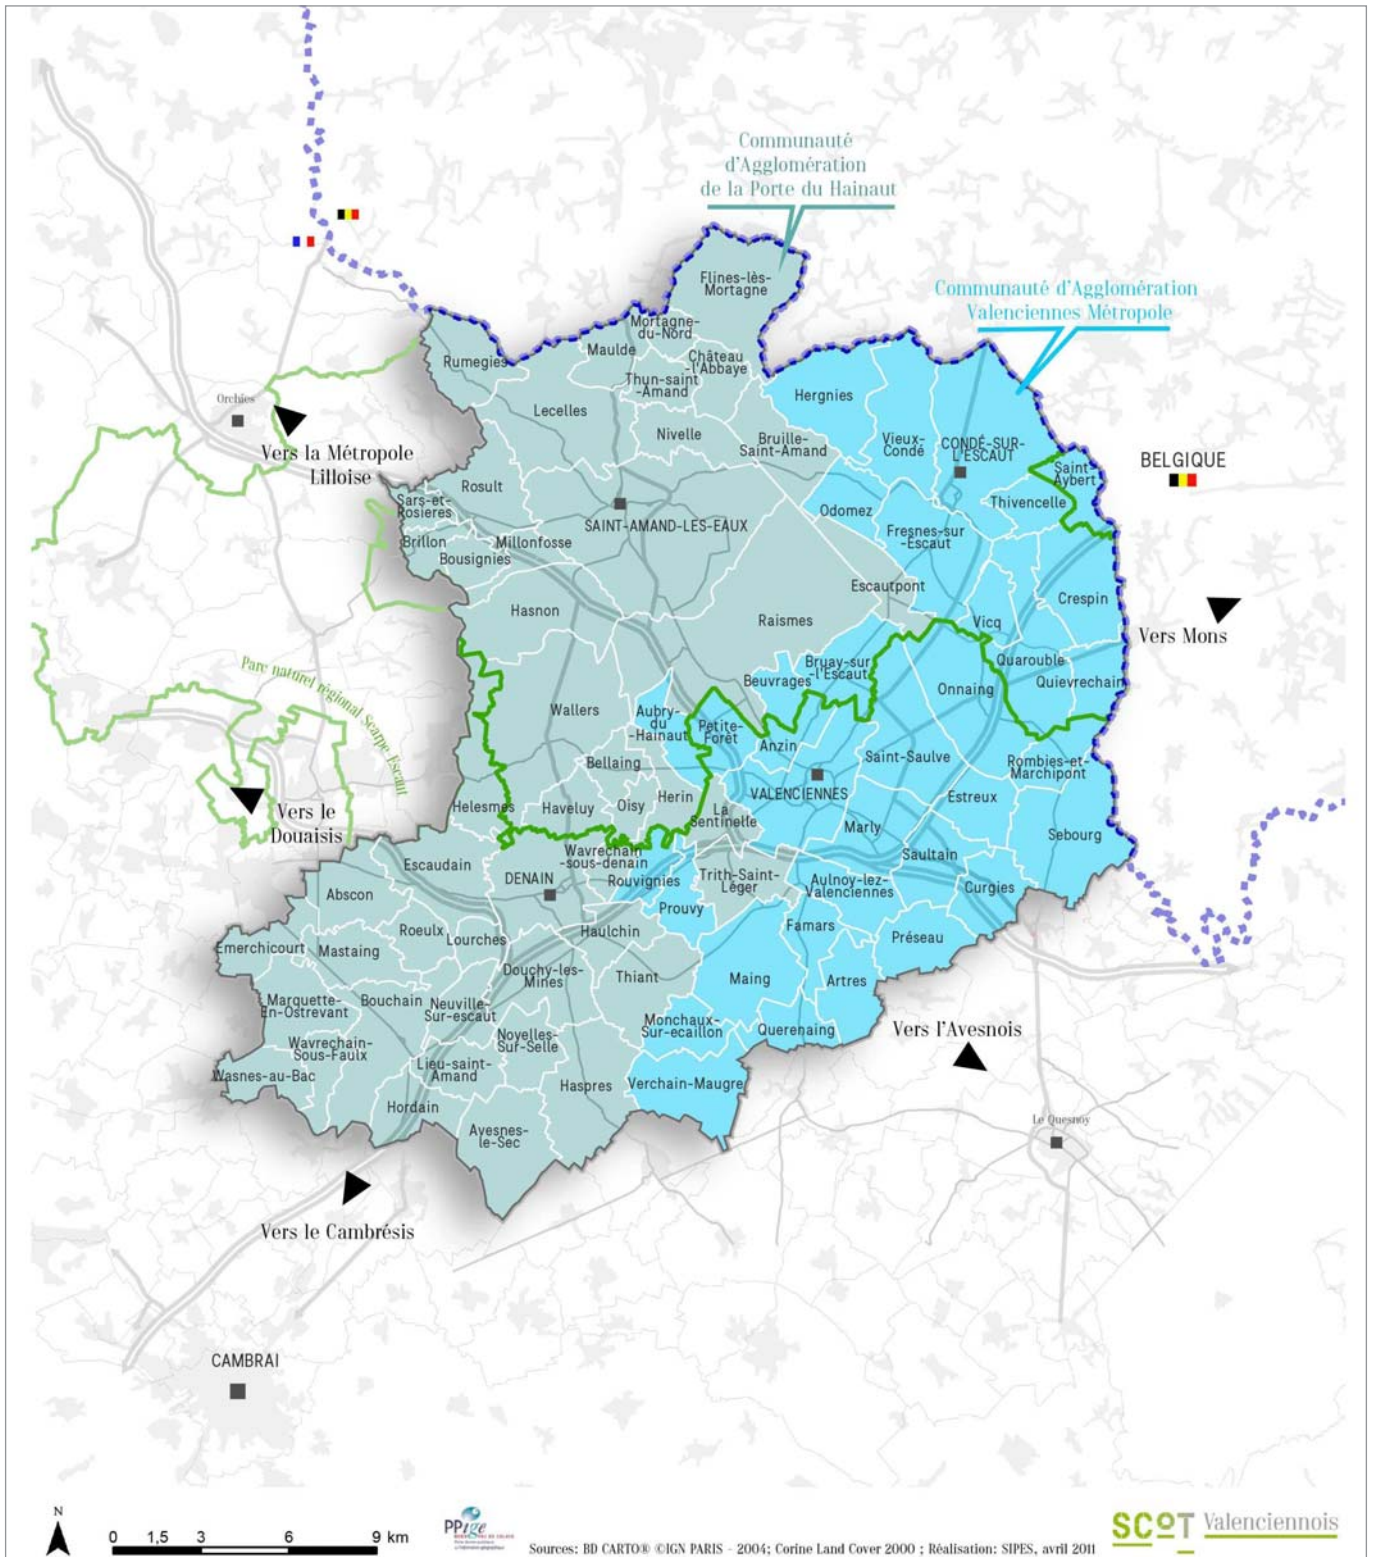 Communauté
d'Agglomération
de la Porte du Hainaut
Communauté d'Agglomération
Valenciennes Métropole
Flines-lès-
Mortagne
Mortagne-
du-Nord
Maulde
Château
-l'Abbaye
Rumegies
Thun-saint
-Amand
Hergnies
Orchies
Lecelles
Nivelle
Bruille-
Saint-Amand
Vieux-
Condé
CONDÉ-SUR-
L'ESCAUT
Vers la Métropole
Lilloise
BELGIQUE
Saint-
Aybert
Rosult
Thivencelle
Sars-et-
Rosieres
Odomez
SAINT-AMAND-LES-EAUX
Fresnes-sur
-Escaut
Brillon
Millonfosse
Bousignies
Escautpont
Crespin
Hasnon
Raismes
Vicq
Vers Mons
Quarouble
Bruay-sur
-l'Escaut
Beuvrages
Quievrechain
Onnaing
Parc naturel régional Scarpe-Escaut
Wallers
Aubry-
du
-Hainaut
Petite-
Forêt
Anzin
Saint-Saulve
Rombies-et-
Marchipont
Bellaing
VALENCIENNES
Estreux
Herin
Oisy
Haveluy
Helesmes
La
Sentinelle
Marly
Sebourg
Vers le
Douaisis
Wavrechain
-sous-denain
Saultain
Escaudain
DENAIN
Rouvignies
Trith-Saint-
Léger
Aulnoy-lez-
Valenciennes
Curgies
Abscon
Prouvy
Famars
Roeulx
Lourches
Haulchin
Préseau
Emerchicourt
Mastaing
Douchy-les-
Mines
Thiant
Maing
Artres
Marquette-
En-Ostrevant
Bouchain
Neuville-
Sur-escaut
Monchaux-
Sur-ecaillon
Querenaing
Vers l'Avesnois
Wavrechain-
Sous-Faulx
Noyelles-
Sur-Selle
Wasnes-au-Bac
Lieu-saint-
Amand
Haspres
Verchain-Maugre
Hordain
Avesnes-
le-Sec
Le Quesnoy
Vers le Cambrésis
CAMBRAI
N
0 1,5 3 6 9 km
PPige
Sources: BD CARTO® ©IGN PARIS - 2004; Corine Land Cover 2000 ; Réalisation: SIPES, avril 2011
SCOT Valenciennois